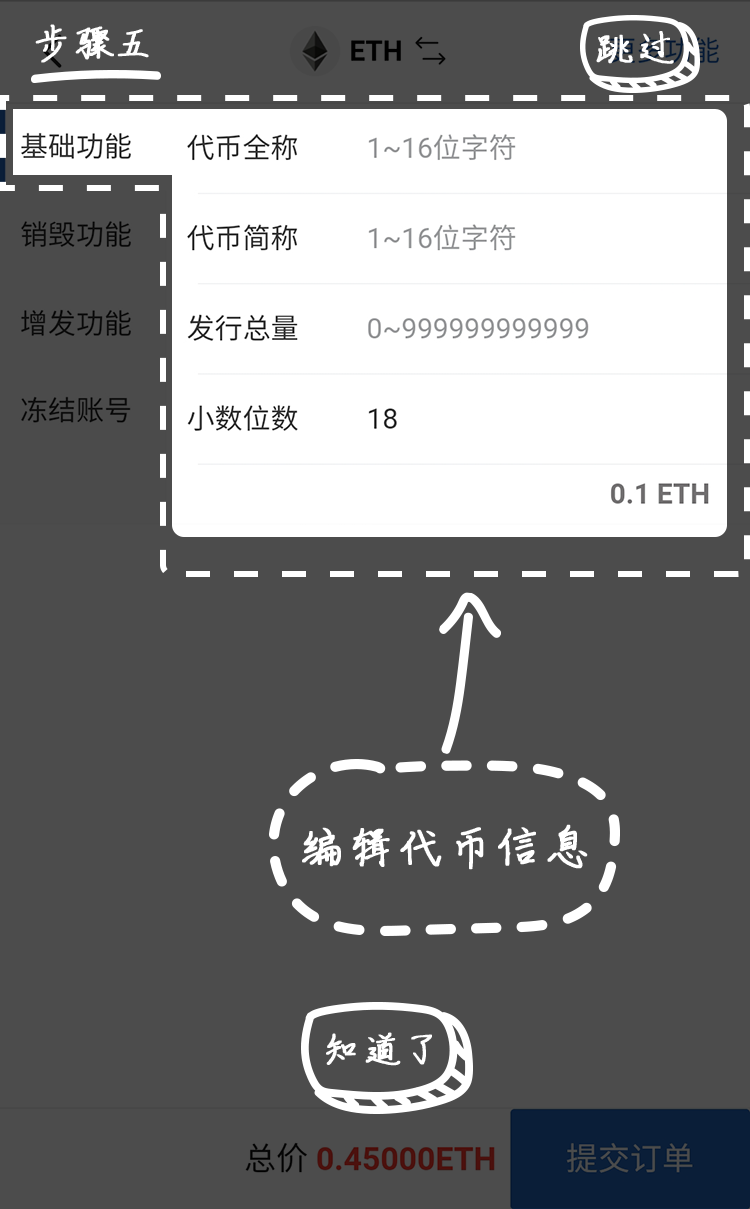 步骤五
ETH
跳过
基础功能
代币全称 1~16位字符
销毁功能
代币简称 1~16位字符
增发功能
发行总量 0~999999999999
冻结账号
小数位数 18
0.1 ETH
编辑代币信息
知道了
总价 0.45000ETH
提交订单